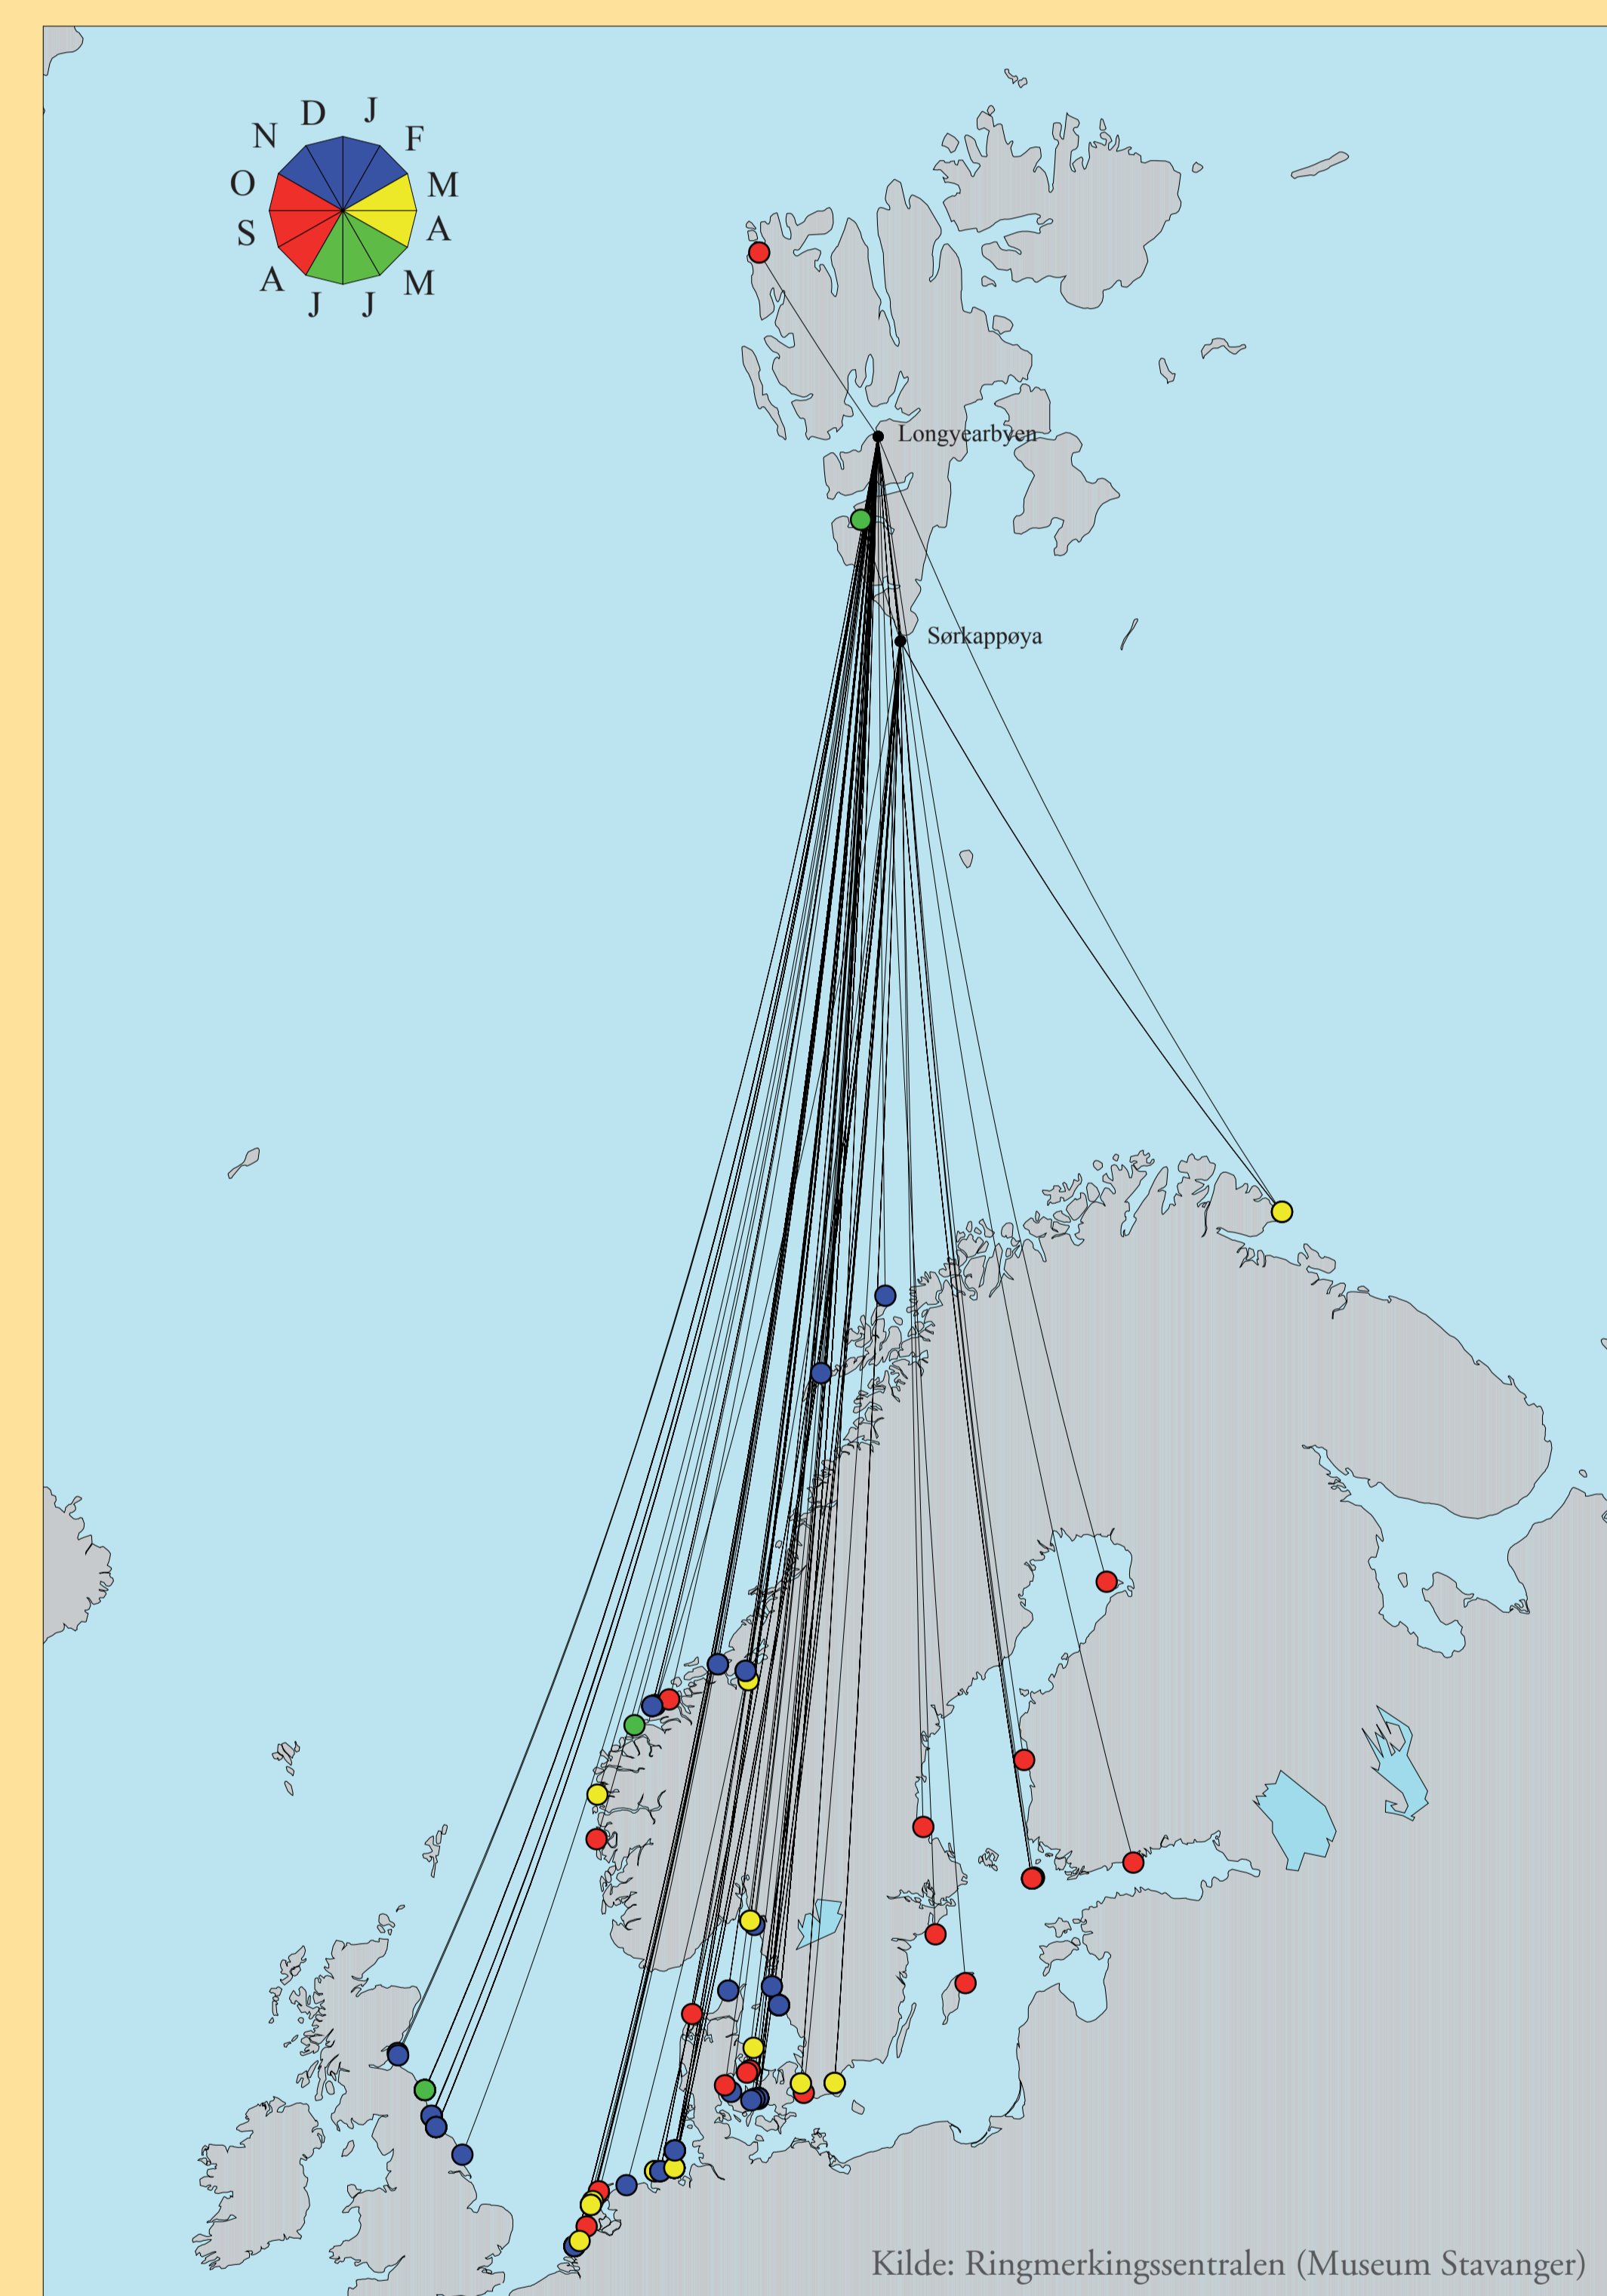 D J
N F
O M
S A
A M
J J
Longyearbyen
Sørkappøya
Kilde: Ringmerkingssentralen (Museum Stavanger)